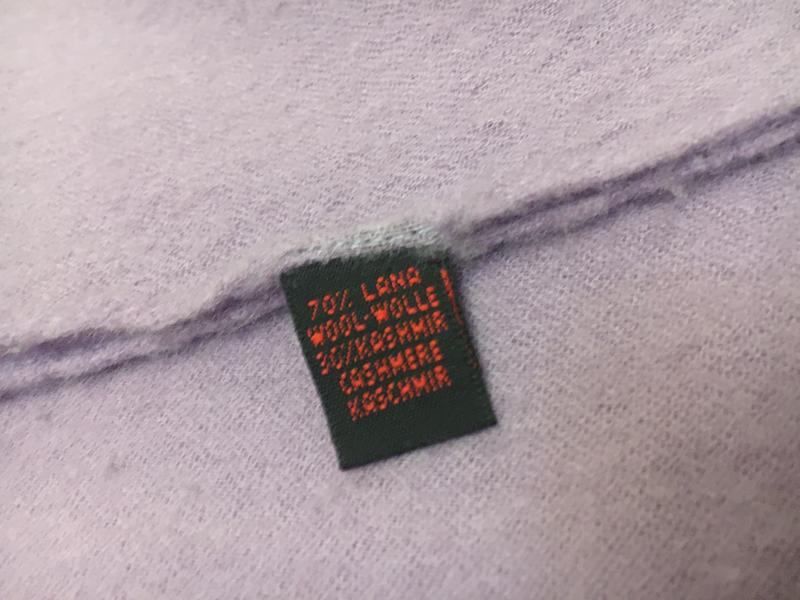 70% LANA
WOOL-WOLLE
30%KASHMIR
CASHMERE
KASCHMIR